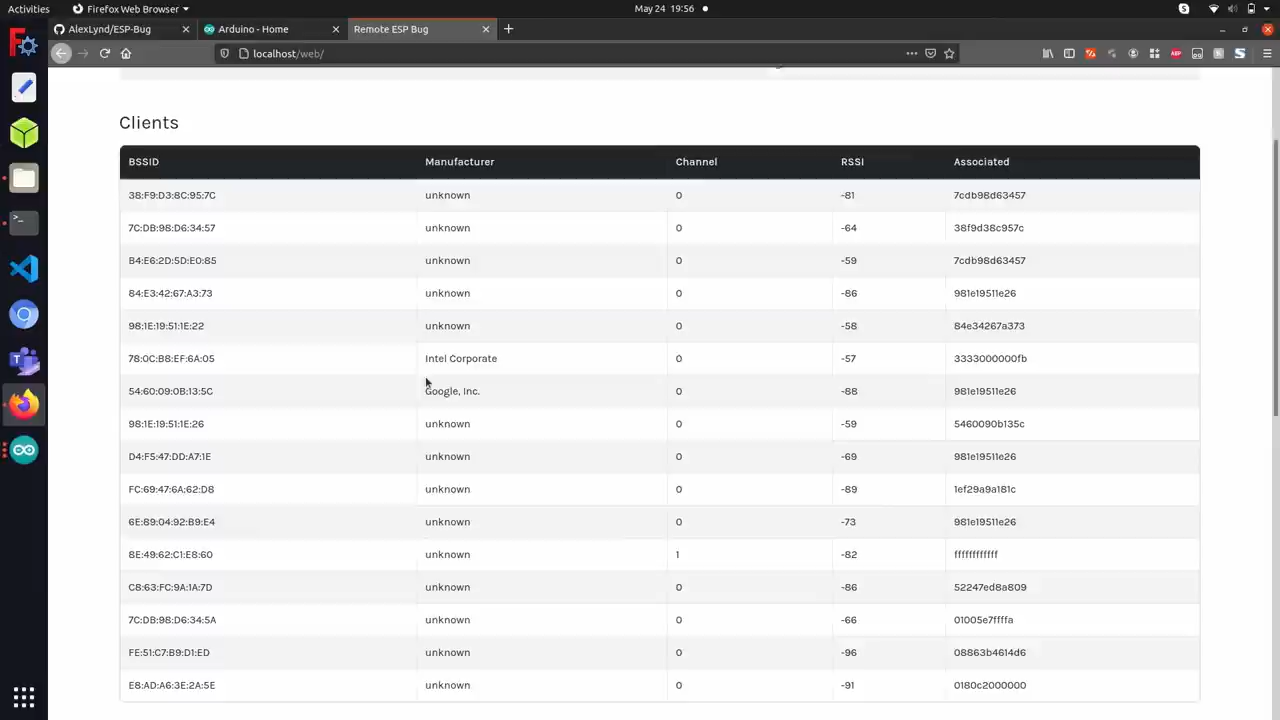 Activities Firefox Web Browser May 24 19:56
AlexLynd/ESP-Bug Arduino - Home Remote ESP Bug
localhost/web/
Clients
BSSID Manufacturer Channel RSSI Associated
38:F9:D3:8C:95:7C unknown 0 -81 7cdb98d63457
7C:DB:98:D6:34:57 unknown 0 -64 38f9d38c957c
B4:E6:2D:5D:E0:85 unknown 0 -59 7cdb98d63457
84:E3:42:67:A3:73 unknown 0 -86 981e19511e26
98:1E:19:51:1E:22 unknown 0 -58 84e34267a373
78:0C:B8:EF:6A:05 Intel Corporate 0 -57 3333000000fb
54:60:09:0B:13:5C Google, Inc. 0 -88 981e19511e26
98:1E:19:51:1E:26 unknown 0 -59 5460090b135c
D4:F5:47:DD:A7:1E unknown 0 -69 981e19511e26
FC:69:47:6A:62:D8 unknown 0 -89 1ef29a9a181c
6E:89:04:92:B9:E4 unknown 0 -73 981e19511e26
8E:49:62:C1:E8:60 unknown 1 -82 ffffffffffff
C8:63:FC:9A:1A:7D unknown 0 -86 52247ed8a809
7C:DB:98:D6:34:5A unknown 0 -66 01005e7ffffa
FE:51:C7:B9:D1:ED unknown 0 -96 08863b4614d6
E8:AD:A6:3E:2A:5E unknown 0 -91 0180c2000000